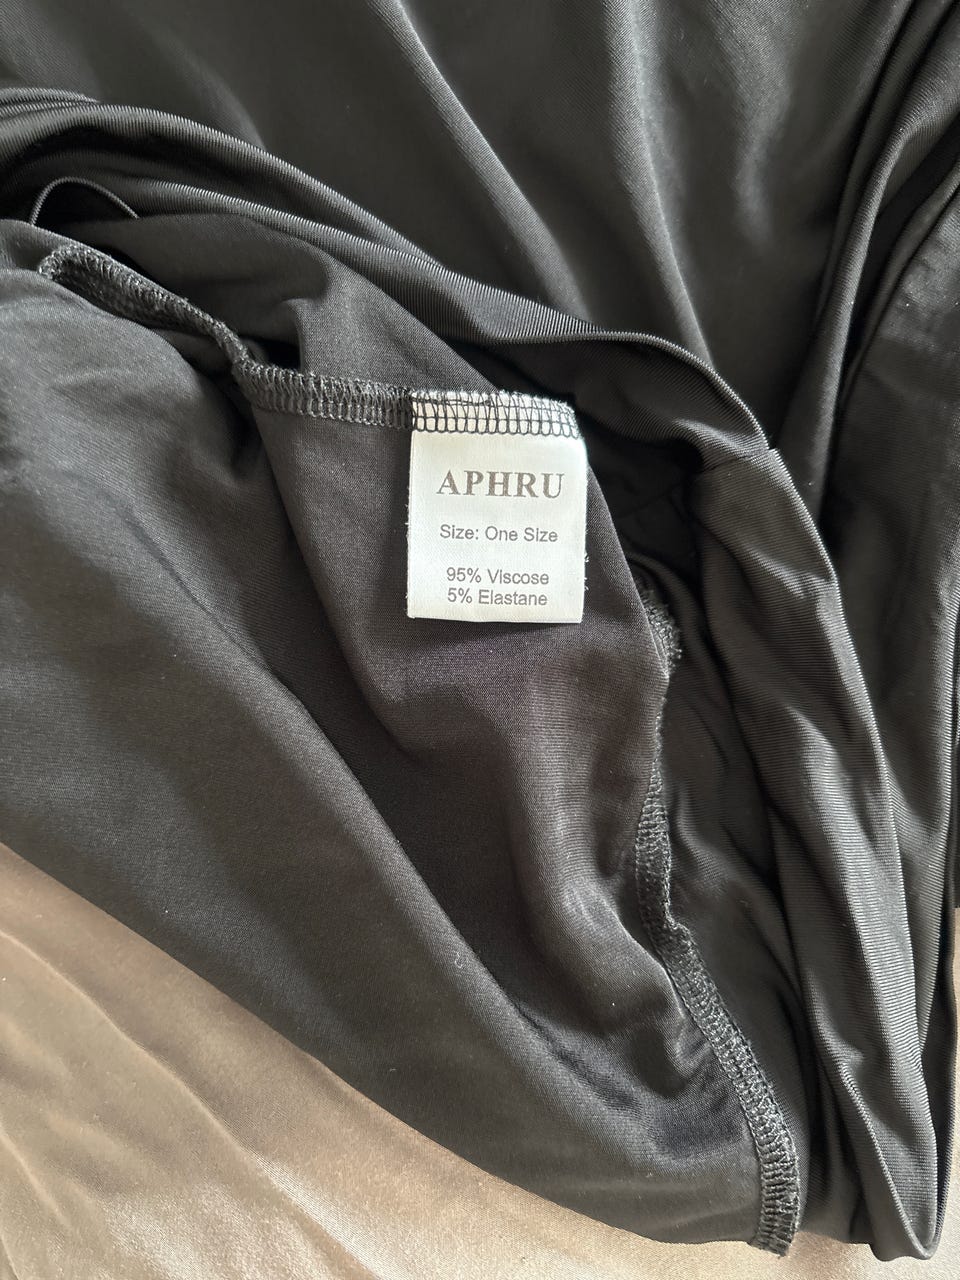 APHRU
Size: One Size
95% Viscose
5% Elastane